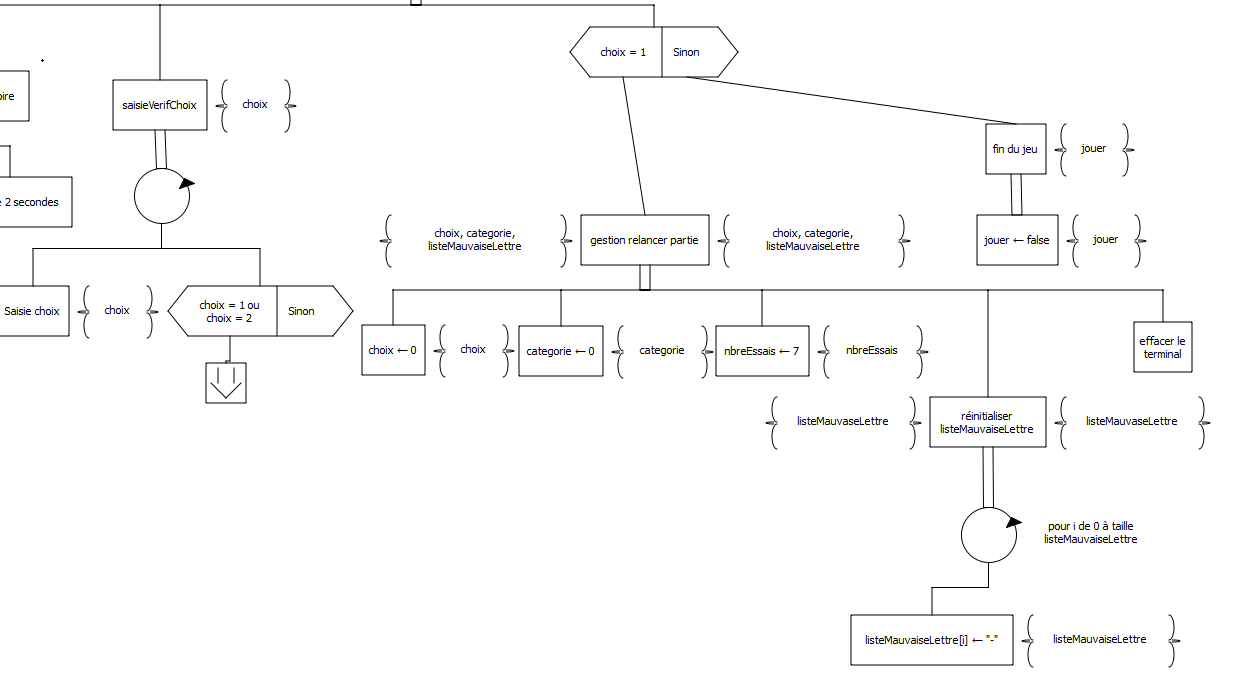 choix = 1
Sinon
oire
saisieVerifChoix
choix
fin du jeu
jouer
e 2 secondes
choix, categorie,
listeMauvaiseLettre
gestion relancer partie
choix, categorie,
listeMauvaiseLettre
jouer ← false
jouer
Saisie choix
choix
choix = 1 ou
choix = 2
Sinon
choix ← 0
choix
categorie ← 0
categorie
nbreEssais ← 7
nbreEssais
effacer le
terminal
listeMauvaseLettre
réinitialiser
listeMauvaiseLettre
listeMauvaseLettre
pour i de 0 à taille
listeMauvaiseLettre
listeMauvaiseLettre[i] ← "-"
listeMauvaiseLettre